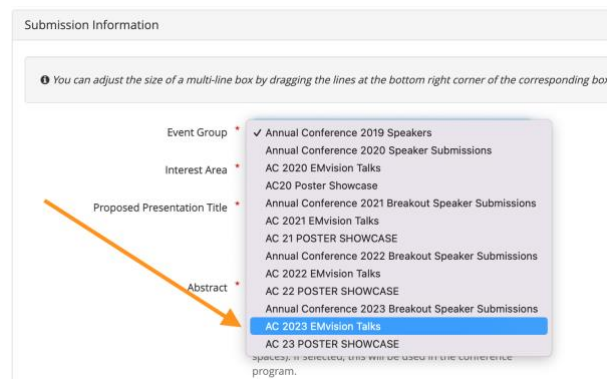 Submission Information
You can adjust the size of a multi-line box by dragging the lines at the bottom right corner of the corresponding box
Event Group *
✓ Annual Conference 2019 Speakers
Annual Conference 2020 Speaker Submissions
Interest Area *
AC 2020 EMvision Talks
AC20 Poster Showcase
Proposed Presentation Title *
Annual Conference 2021 Breakout Speaker Submissions
AC 2021 EMvision Talks
AC 21 POSTER SHOWCASE
Annual Conference 2022 Breakout Speaker Submissions
AC 2022 EMvision Talks
Abstract *
AC 22 POSTER SHOWCASE
Annual Conference 2023 Breakout Speaker Submissions
AC 2023 EMvision Talks
AC 23 POSTER SHOWCASE
spaces). If selected, this will be used in the conference
program.